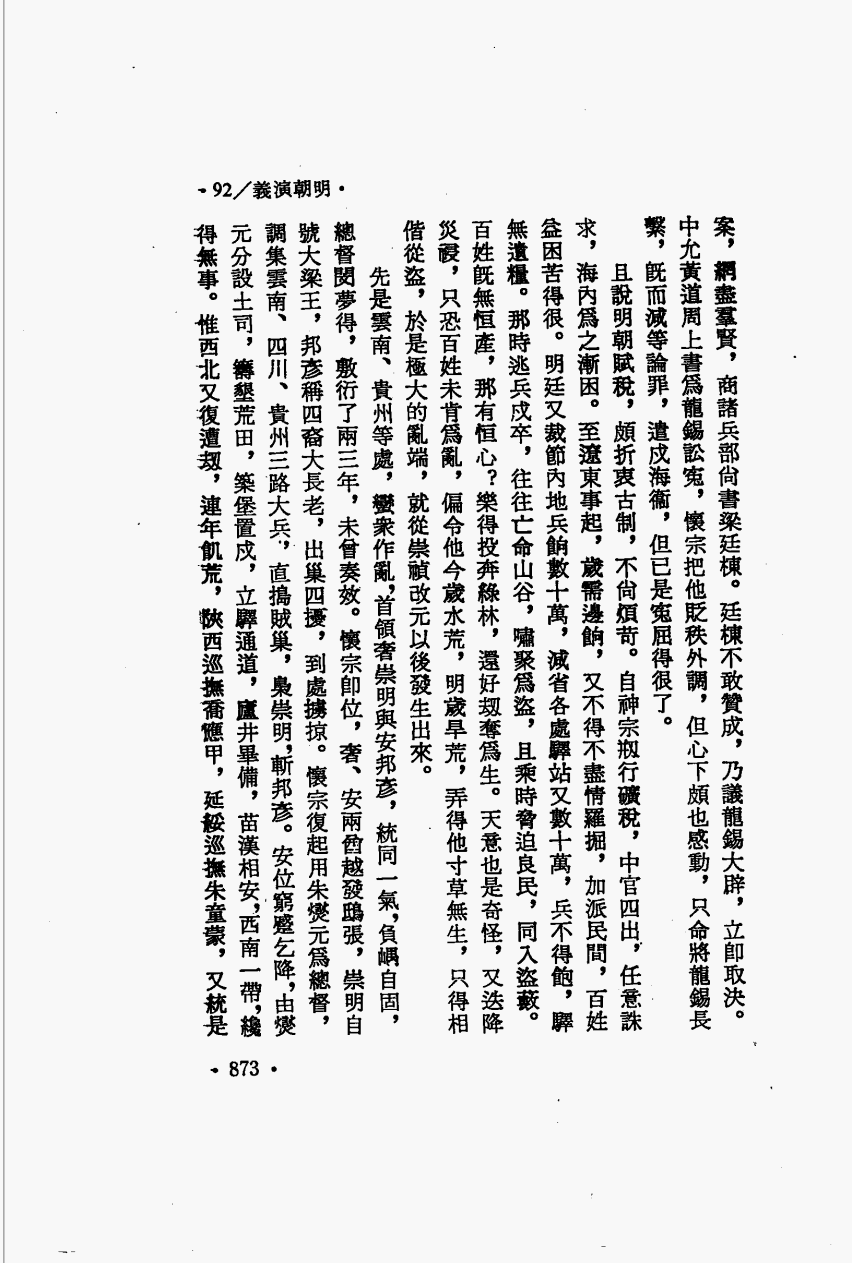 ·92/義演朝明·
案，網盡羣賢，商諸兵部尙書梁廷棟。廷棟不敢贊成，乃議龍錫大辟，立卽取決。
中允黃道周上書爲龍錫訟寃，懷宗把他貶秩外調，但心下頗也感動，只命將龍錫長
繫，旣而減等論罪，遣戍海衞，但已是寃屈得很了。
且說明朝賦稅，頗折衷古制，不尙煩苛。自神宗刱行礦稅，中官四出，任意誅
求，海內爲之漸困。至遼東事起，歲需邊餉，又不得不盡情羅掘，加派民間，百姓
益困苦得很。明廷又裁節內地兵餉數十萬，減省各處驛站又數十萬，兵不得飽，驛
無遺糧。那時逃兵戍卒，往往亡命山谷，嘯聚爲盜，且乘時脅迫良民，同入盜藪。
百姓旣無恒產，那有恒心？樂得投奔綠林，還好刼奪爲生。天意也是奇怪，又迭降
災祲，只恐百姓未肯爲亂，偏令他今歲水荒，明歲旱荒，弄得他寸草無生，只得相
偕從盜，於是極大的亂端，就從崇禎改元以後發生出來。
先是雲南、貴州等處，蠻衆作亂，首領奢崇明與安邦彥，統同一氣，負嵎自固，
總督閔夢得，敷衍了兩三年，未曾奏效。懷宗卽位，奢、安兩酋越發鴟張，崇明自
號大梁王，邦彥稱四裔大長老，出巢四擾，到處擄掠。懷宗復起用朱燮元爲總督，
調集雲南、四川、貴州三路大兵，直搗賊巢，梟崇明，斬邦彥。安位窮蹙乞降，由燮
元分設土司，籌墾荒田，築堡置戍，立驛通道，廬井畢備，苗漢相安，西南一帶，纔
得無事。惟西北又復遭刼，連年飢荒，陝西巡撫喬應甲，延綏巡撫朱童蒙，又統是
·873·